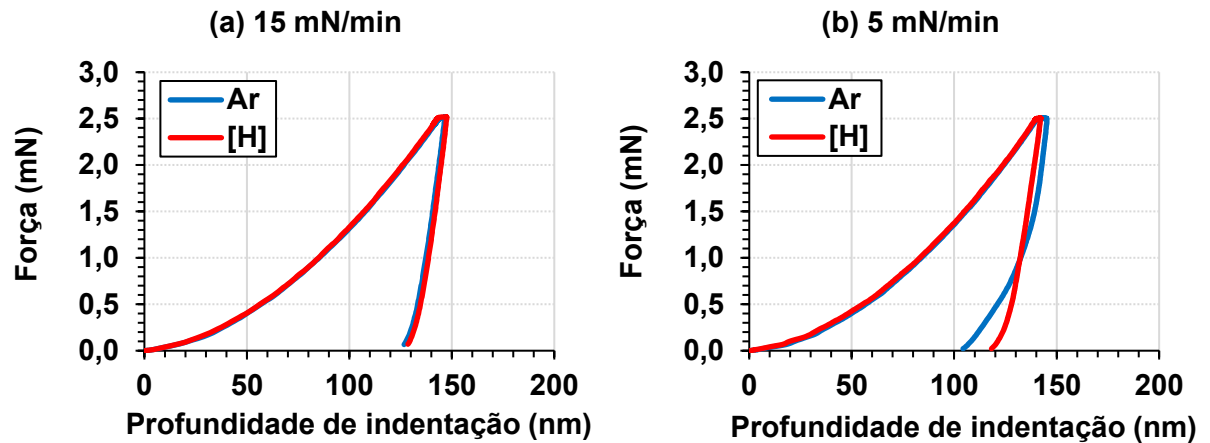 (a) 15 mN/min
Força (mN)
3,0
2,5
2,0
1,5
1,0
0,5
0,0
Ar
[H]
0 50 100 150 200
Profundidade de indentação (nm)
(b) 5 mN/min
Força (mN)
3,0
2,5
2,0
1,5
1,0
0,5
0,0
Ar
[H]
0 50 100 150 200
Profundidade de indentação (nm)